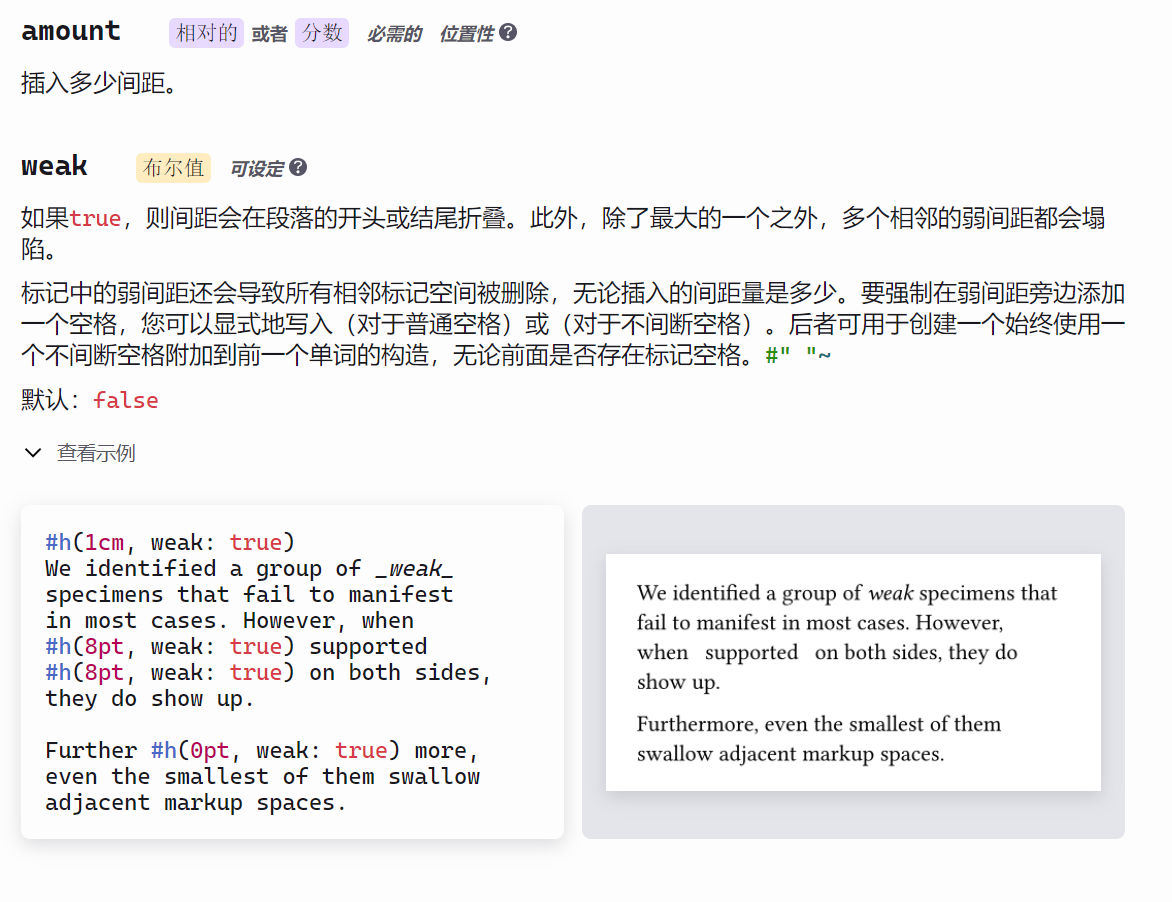 amount 相对的 或者 分数 必需的 位置性 ?
插入多少间距。
weak 布尔值 可设定 ?
如果true，则间距会在段落的开头或结尾折叠。此外，除了最大的一个之外，多个相邻的弱间距都会塌
陷。
标记中的弱间距还会导致所有相邻标记空间被删除，无论插入的间距量是多少。要强制在弱间距旁边添加
一个空格，您可以显式地写入（对于普通空格）或（对于不间断空格）。后者可用于创建一个始终使用一
个不间断空格附加到前一个单词的构造，无论前面是否存在标记空格。#" "~
默认：false
查看示例
#h(1cm, weak: true)
We identified a group of _weak_
specimens that fail to manifest
in most cases. However, when
#h(8pt, weak: true) supported
#h(8pt, weak: true) on both sides,
they do show up.
Further #h(0pt, weak: true) more,
even the smallest of them swallow
adjacent markup spaces.
We identified a group of weak specimens that
fail to manifest in most cases. However,
when supported on both sides, they do
show up.
Furthermore, even the smallest of them
swallow adjacent markup spaces.